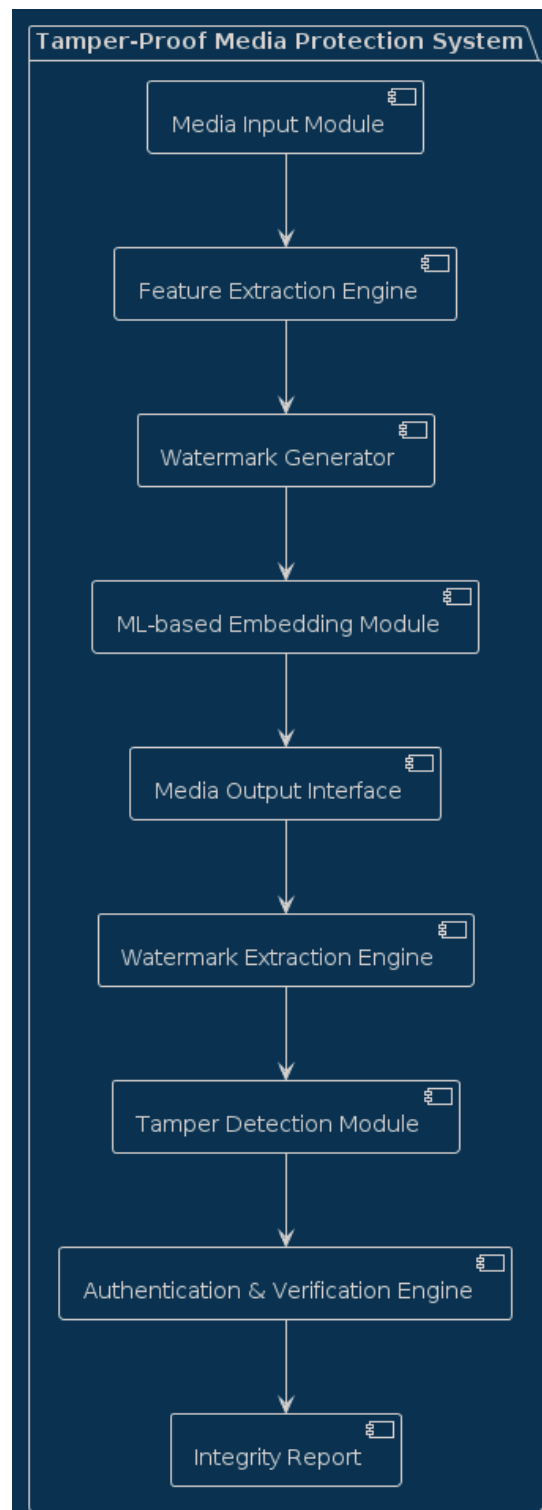 Tamper-Proof Media Protection System
Media Input Module
Feature Extraction Engine
Watermark Generator
ML-based Embedding Module
Media Output Interface
Watermark Extraction Engine
Tamper Detection Module
Authentication & Verification Engine
Integrity Report